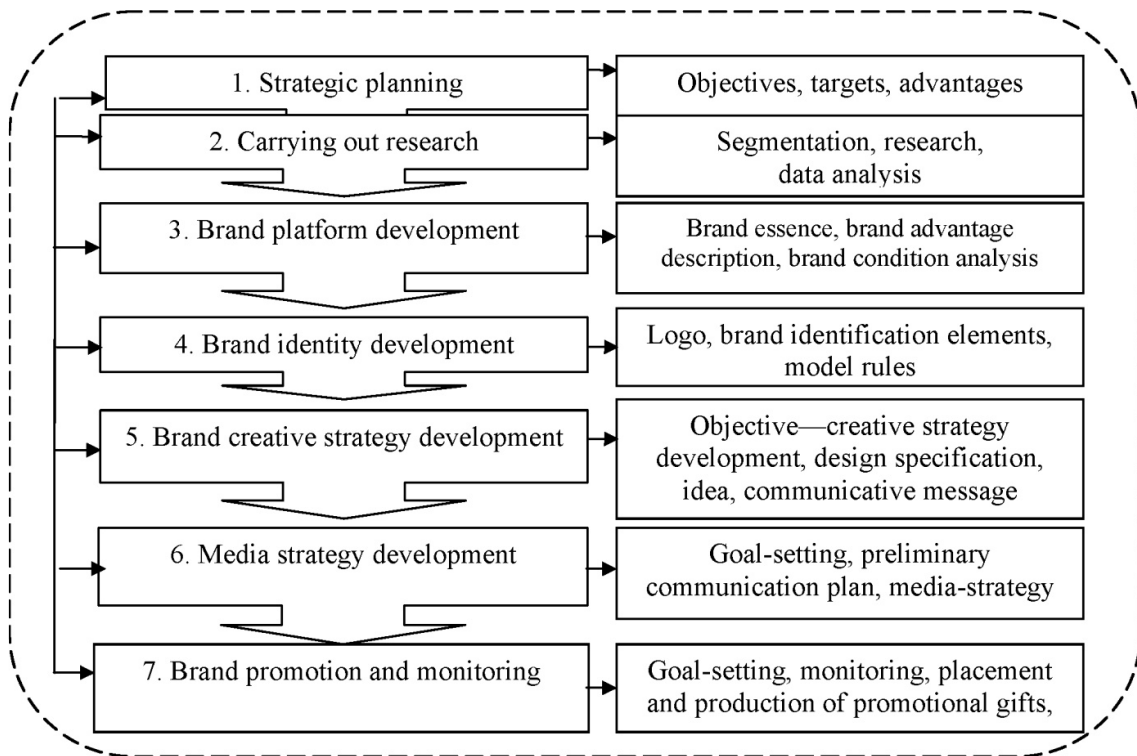 1. Strategic planning
Objectives, targets, advantages
2. Carrying out research
Segmentation, research,
data analysis
3. Brand platform development
Brand essence, brand advantage
description, brand condition analysis
4. Brand identity development
Logo, brand identification elements,
model rules
5. Brand creative strategy development
Objective—creative strategy
development, design specification,
idea, communicative message
6. Media strategy development
Goal-setting, preliminary
communication plan, media-strategy
7. Brand promotion and monitoring
Goal-setting, monitoring, placement
and production of promotional gifts,